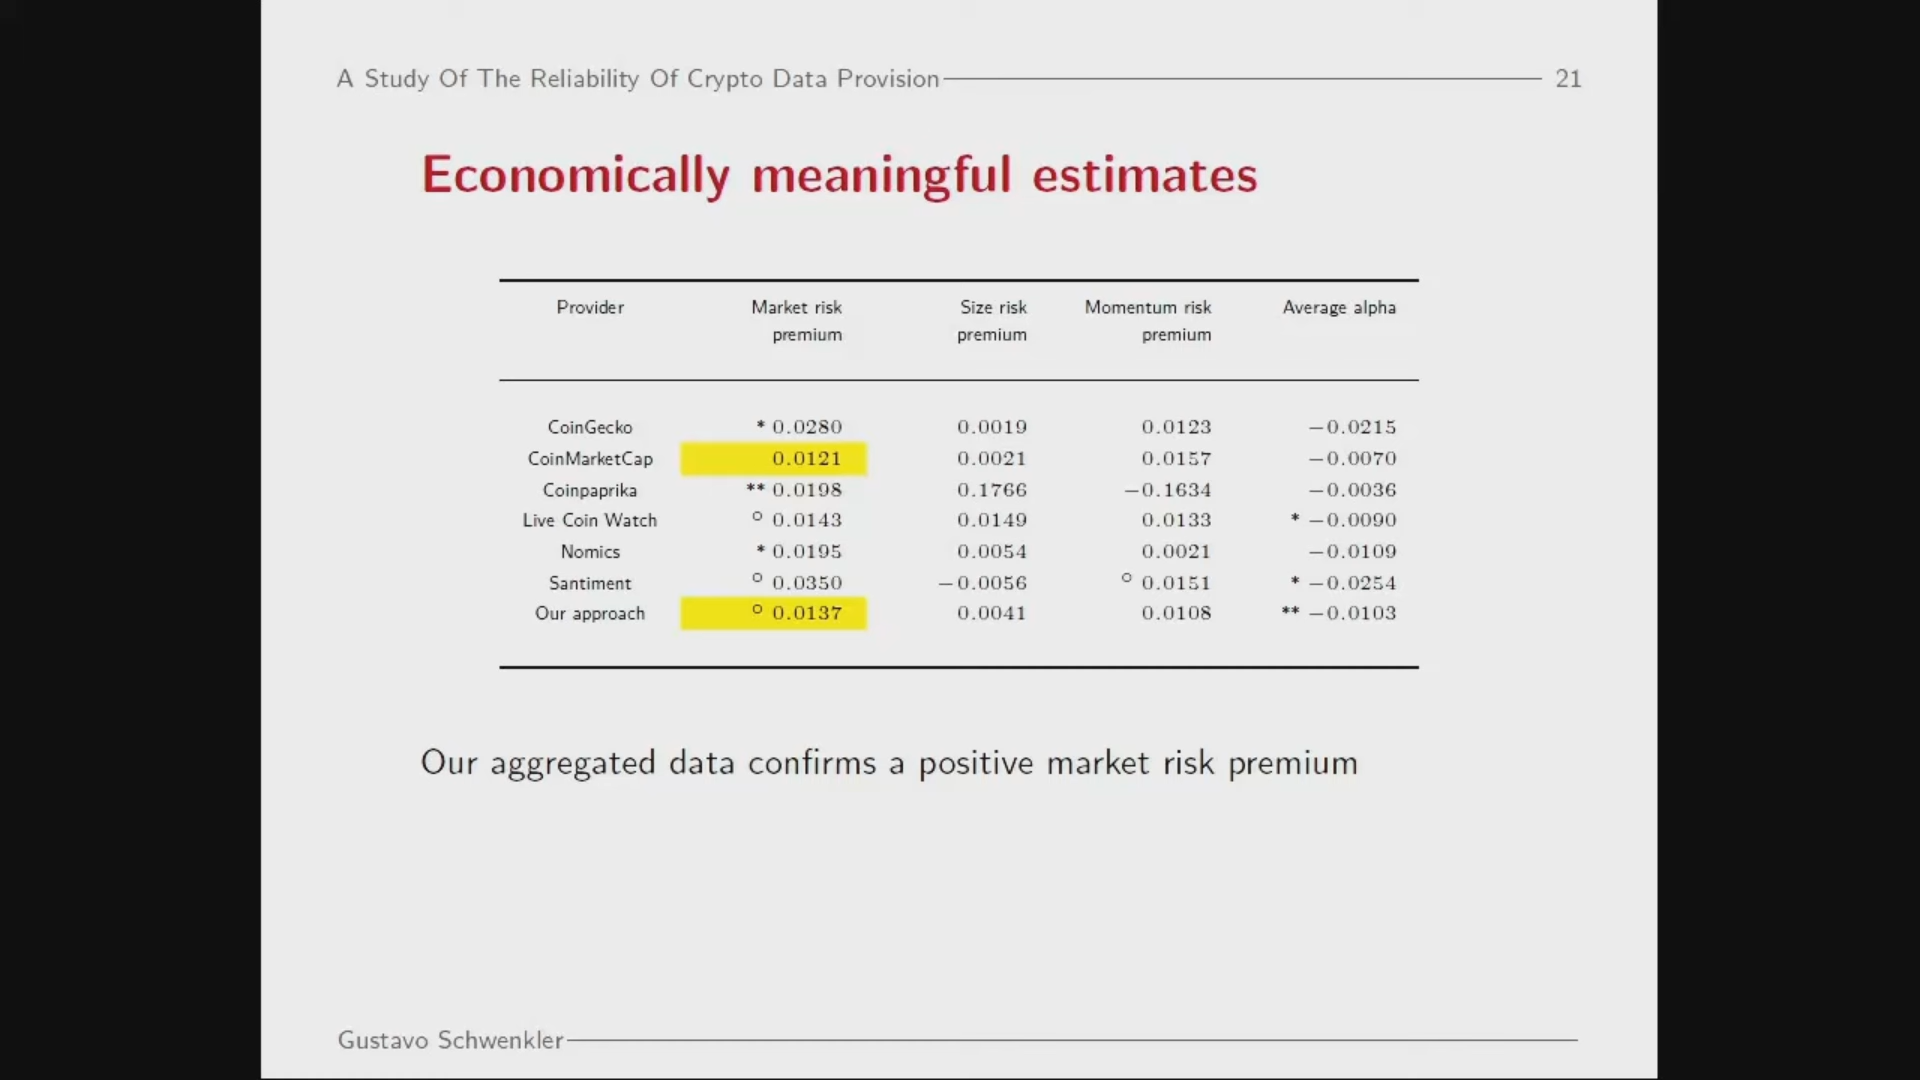 A Study Of The Reliability Of Crypto Data Provision 21
Economically meaningful estimates
Provider Market risk premium Size risk premium Momentum risk premium Average alpha
CoinGecko * 0.0280 0.0019 0.0123 −0.0215
CoinMarketCap 0.0121 0.0021 0.0157 −0.0070
Coinpaprika ** 0.0198 0.1766 −0.1634 −0.0036
Live Coin Watch ° 0.0143 0.0149 0.0133 * −0.0090
Nomics * 0.0195 0.0054 0.0021 −0.0109
Santiment ° 0.0350 −0.0056 ° 0.0151 * −0.0254
Our approach ° 0.0137 0.0041 0.0108 ** −0.0103
Our aggregated data confirms a positive market risk premium
Gustavo Schwenkler